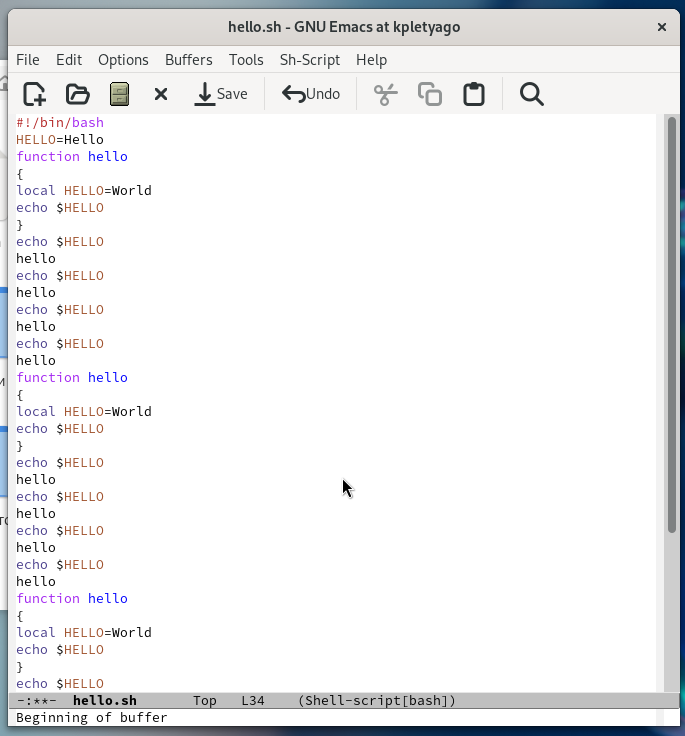 hello.sh - GNU Emacs at kpletyago
File Edit Options Buffers Tools Sh-Script Help
Save Undo
#!/bin/bash
HELLO=Hello
function hello
{
local HELLO=World
echo $HELLO
}
echo $HELLO
hello
echo $HELLO
hello
echo $HELLO
hello
echo $HELLO
hello
function hello
{
local HELLO=World
echo $HELLO
}
echo $HELLO
hello
echo $HELLO
hello
echo $HELLO
hello
echo $HELLO
hello
function hello
{
local HELLO=World
echo $HELLO
}
echo $HELLO
-:**- hello.sh Top L34 (Shell-script[bash])
Beginning of buffer